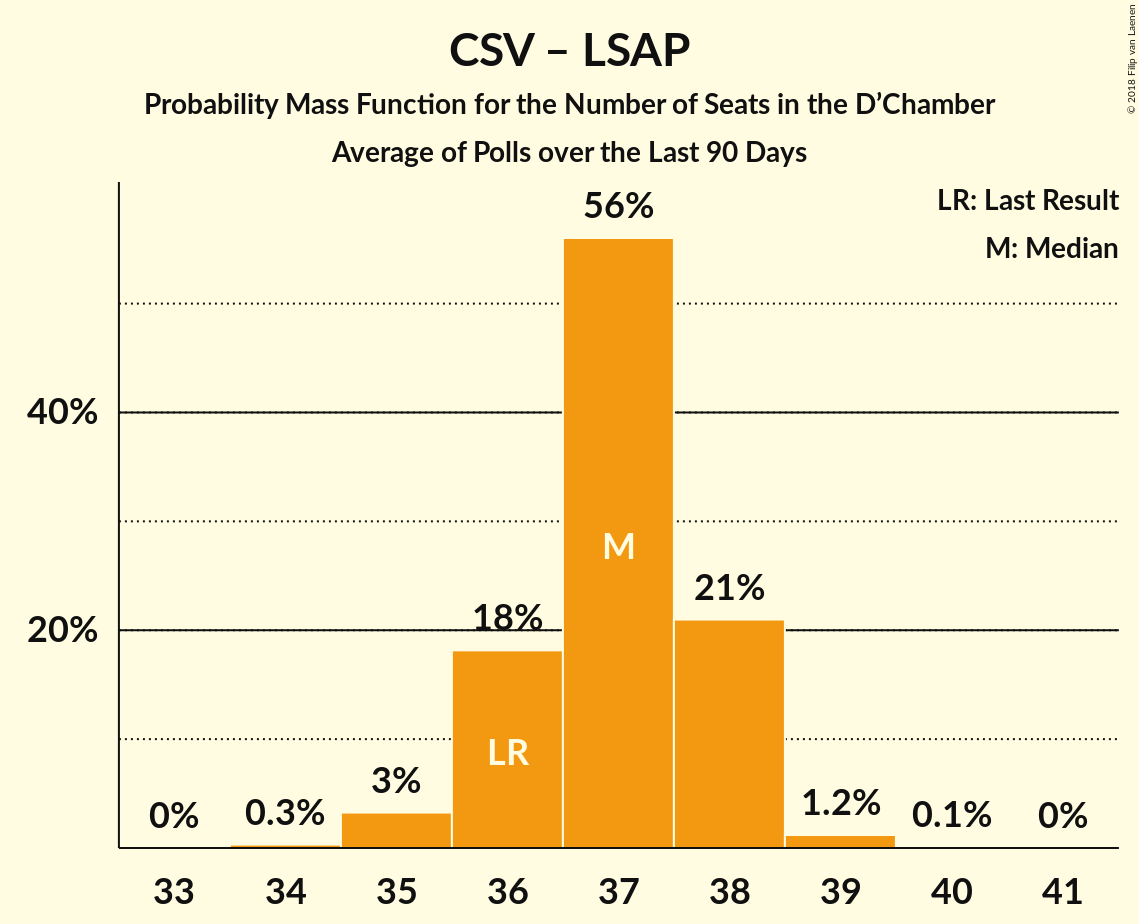 CSV – LSAP
Probability Mass Function for the Number of Seats in the D’Chamber
Average of Polls over the Last 90 Days
© 2018 Filip van Laenen
LR: Last Result
M: Median
56%
40%
M
21%
18%
20%
LR
3%
0%
0.3%
1.2%
0.1%
0%
33 34 35 36 37 38 39 40 41